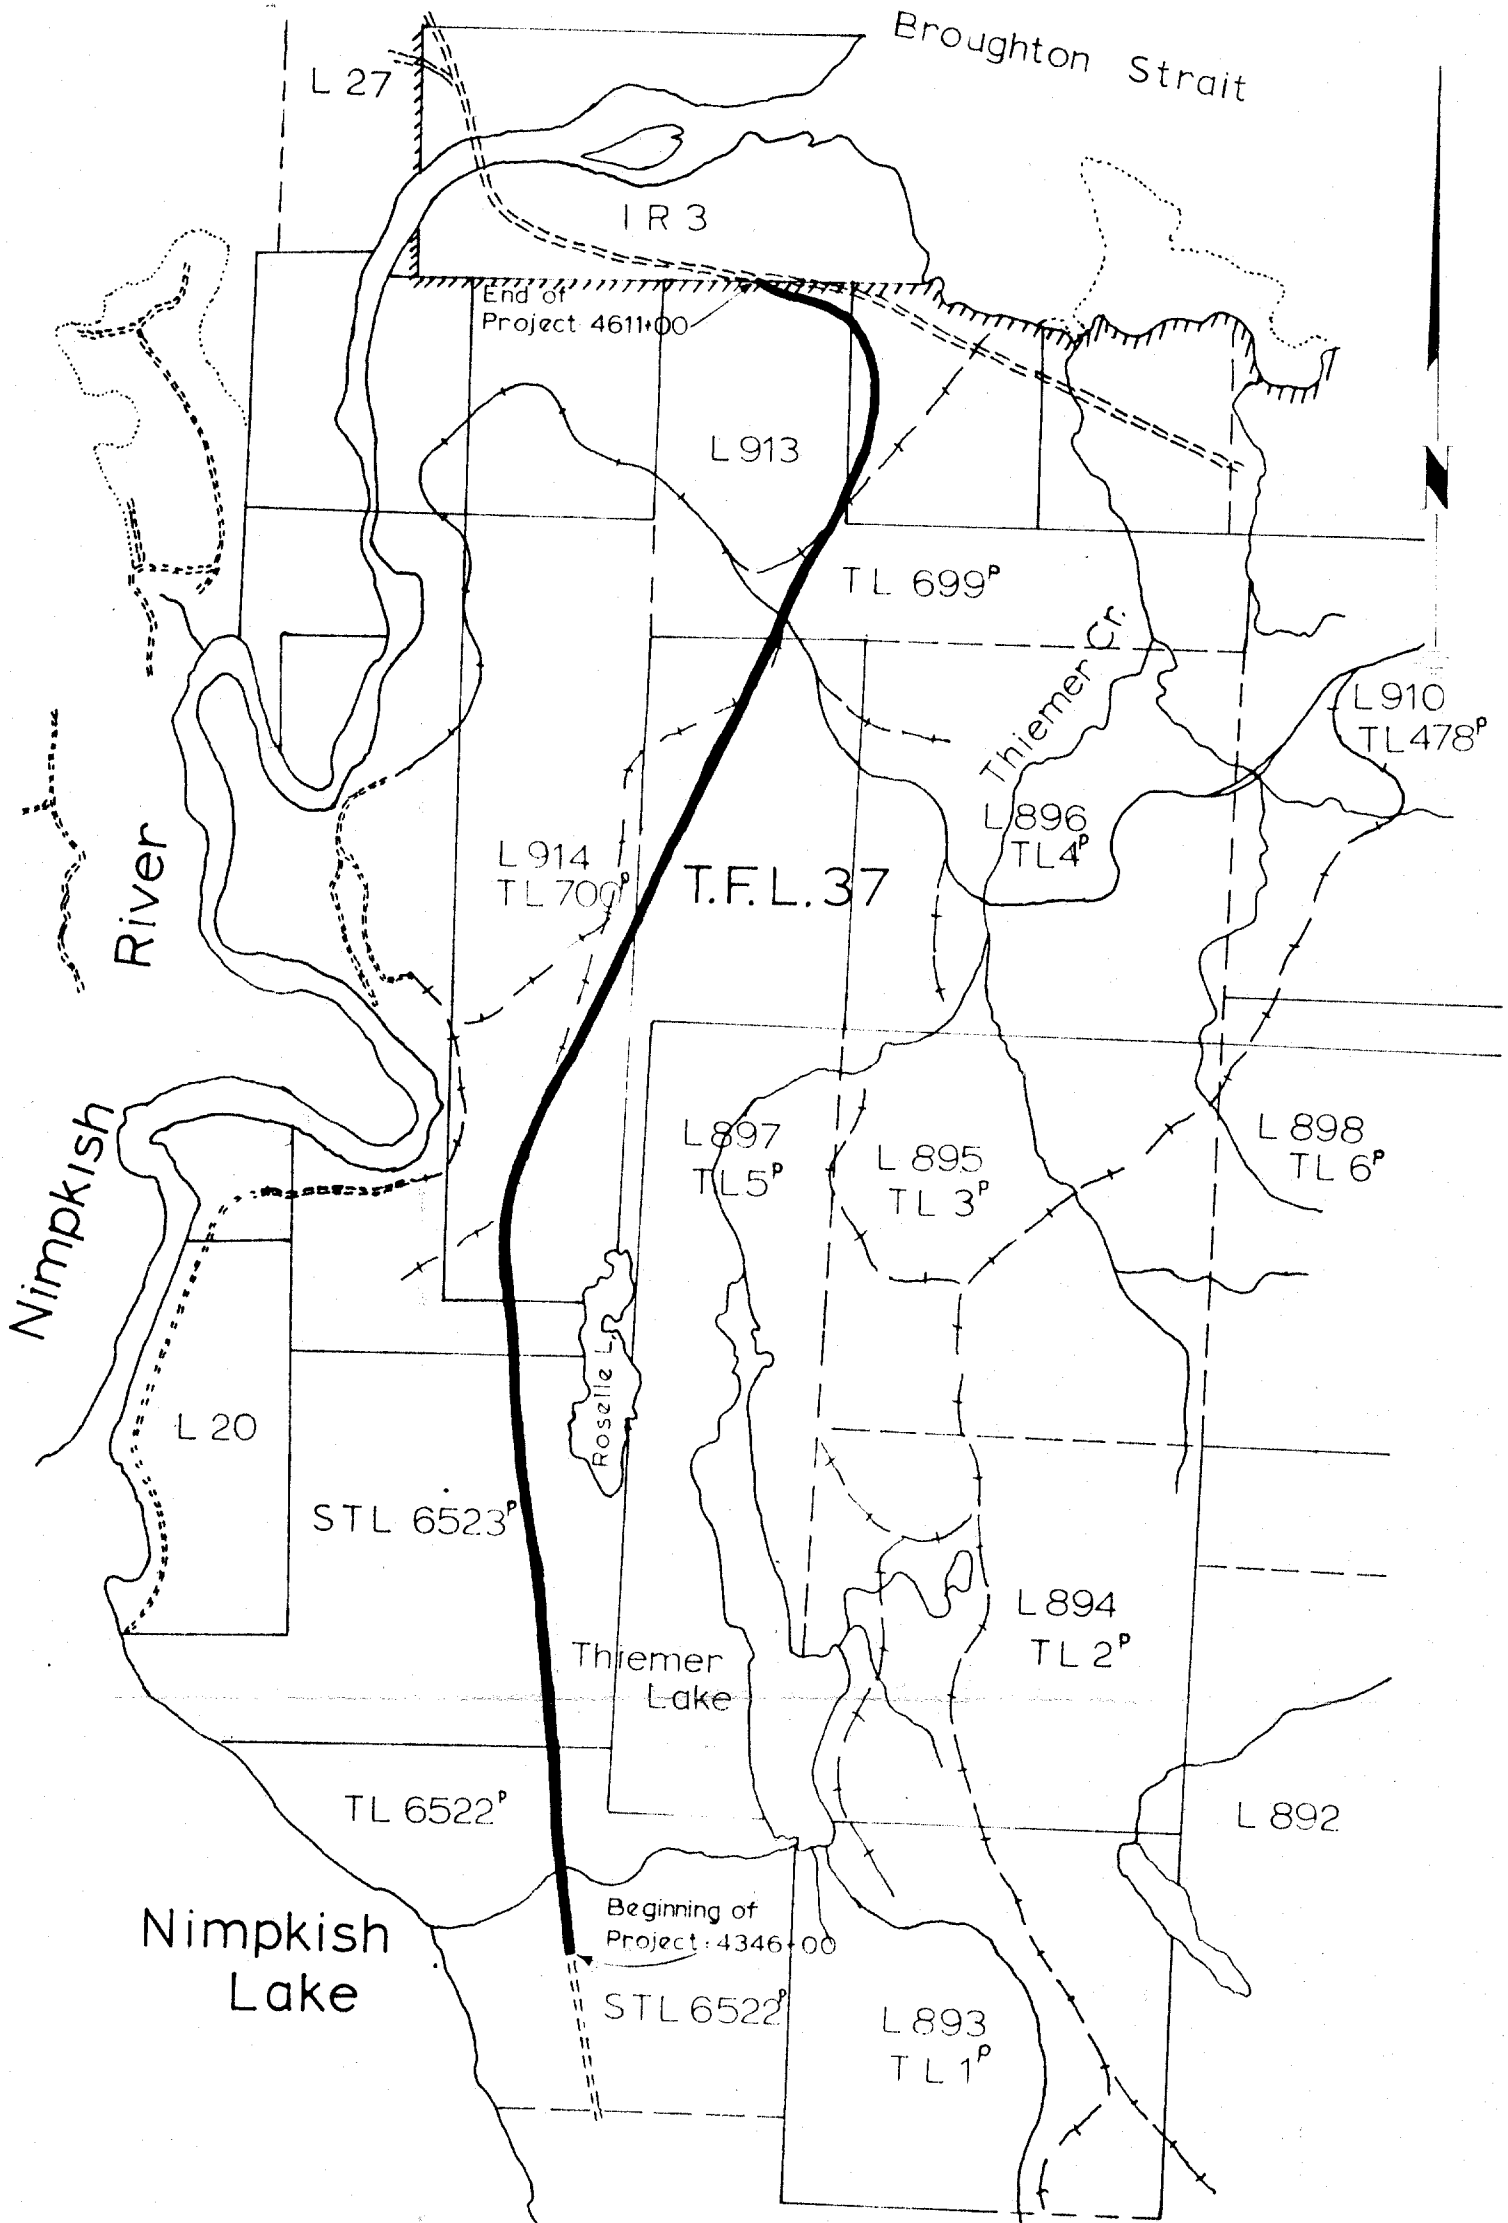 Broughton Strait
L 27
I R 3
End of
Project 4611+00
L 913
N
TL 699ᴾ
Thiemer Cr.
L 910
TL 478ᴾ
L 896
TL 4ᴾ
L 914
TL 700ᴾ
T.F.L. 37
Nimpkish River
L 897
TL 5ᴾ
L 895
TL 3ᴾ
L 898
TL 6ᴾ
Roselle L.
L 20
STL 6523ᴾ
L 894
TL 2ᴾ
Thiemer
Lake
TL 6522ᴾ
L 892
Beginning of
Project : 4346+00
Nimpkish
Lake
STL 6522ᴾ
L 893
TL 1ᴾ